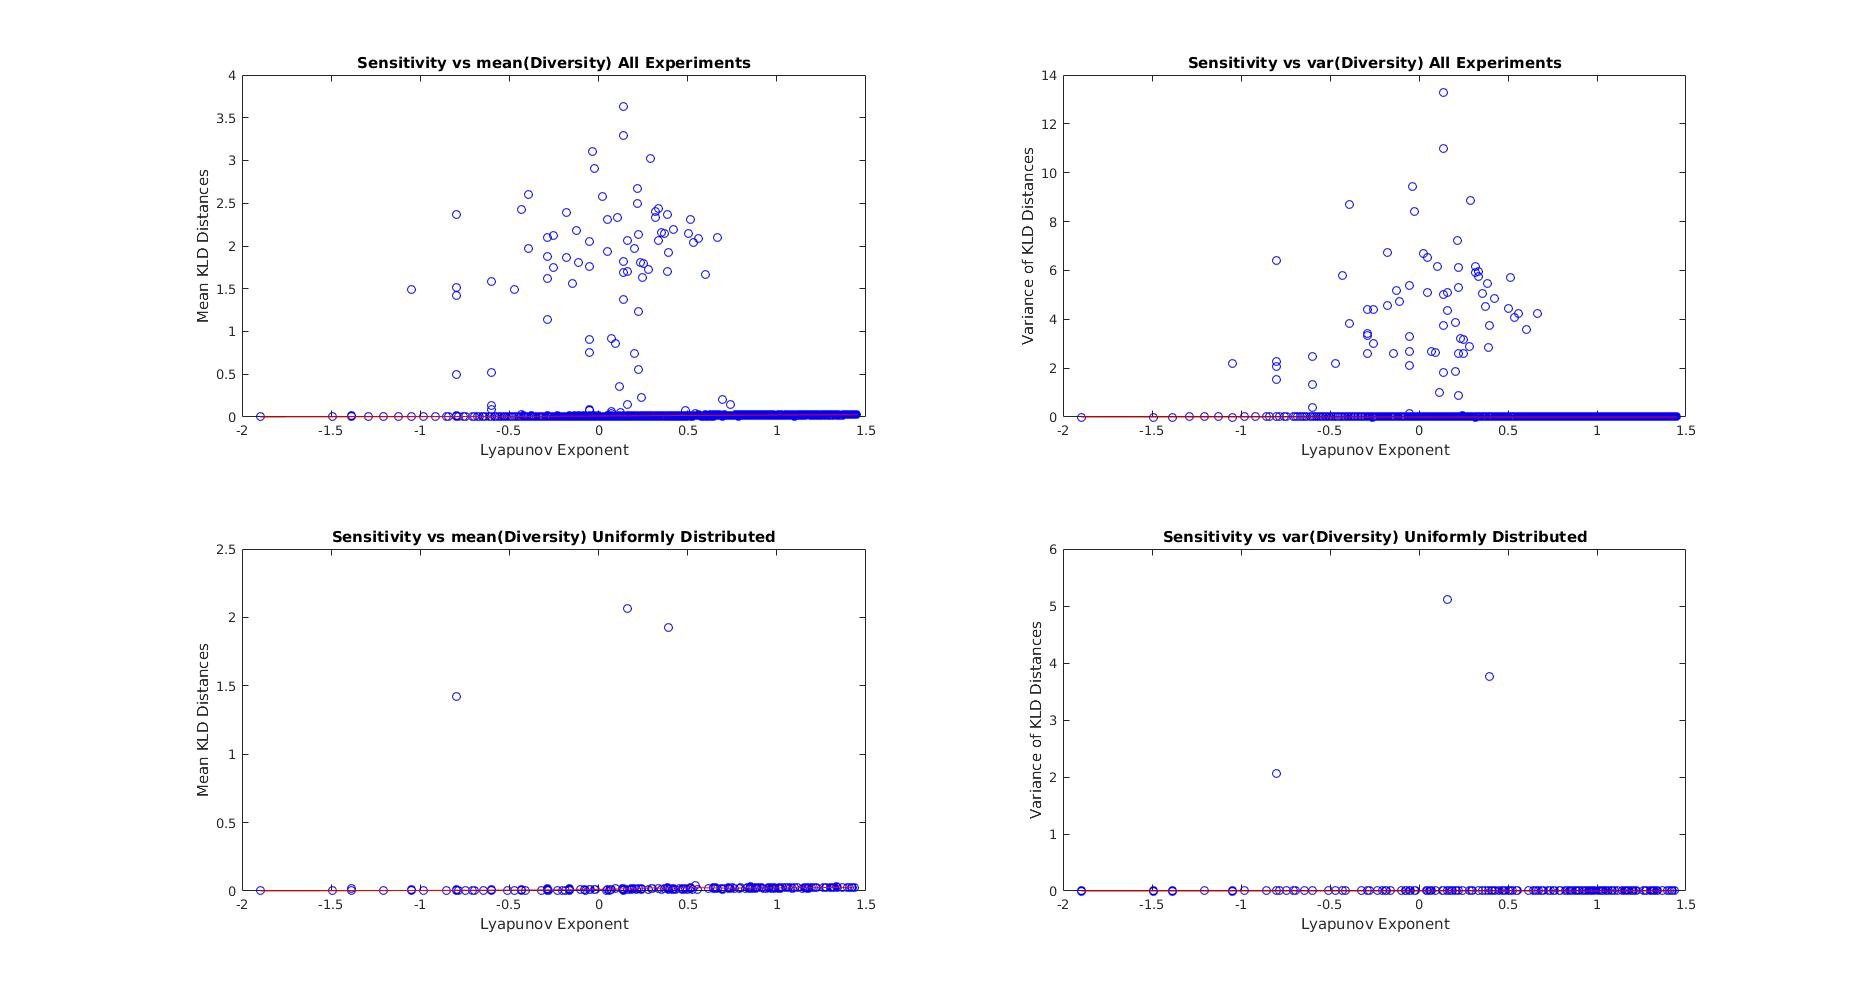 Sensitivity vs mean(Diversity) All Experiments
4
3.5
3
2.5
2
1.5
1
0.5
0
Mean KLD Distances
-2 -1.5 -1 -0.5 0 0.5 1 1.5
Lyapunov Exponent
Sensitivity vs var(Diversity) All Experiments
14
12
10
8
6
4
2
0
Variance of KLD Distances
-2 -1.5 -1 -0.5 0 0.5 1 1.5
Lyapunov Exponent
Sensitivity vs mean(Diversity) Uniformly Distributed
2.5
2
1.5
1
0.5
0
Mean KLD Distances
-2 -1.5 -1 -0.5 0 0.5 1 1.5
Lyapunov Exponent
Sensitivity vs var(Diversity) Uniformly Distributed
6
5
4
3
2
1
0
Variance of KLD Distances
-2 -1.5 -1 -0.5 0 0.5 1 1.5
Lyapunov Exponent